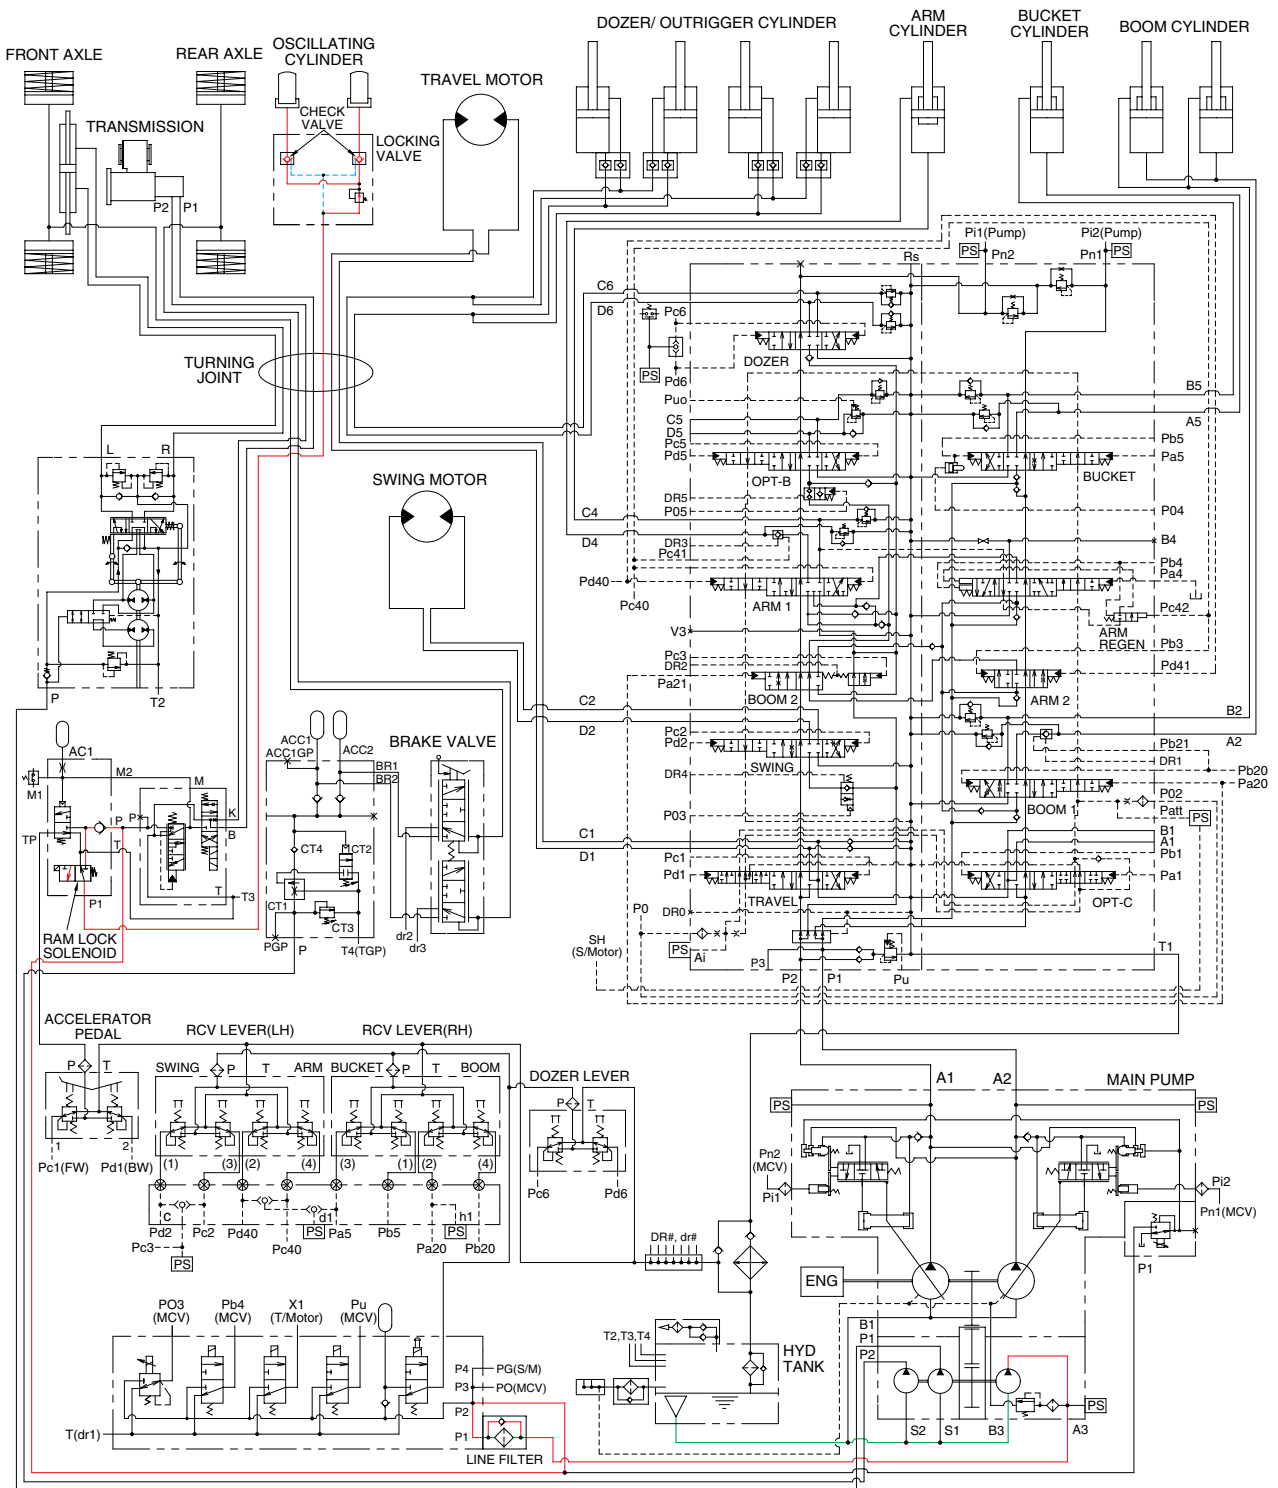 DOZER/ OUTRIGGER CYLINDER
ARM
CYLINDER
BUCKET
CYLINDER
BOOM CYLINDER
FRONT AXLE
REAR AXLE
OSCILLATING
CYLINDER
TRAVEL MOTOR
CHECK
VALVE
LOCKING
VALVE
TRANSMISSION
P2
P1
TURNING
JOINT
Pi1(Pump)
Pi2(Pump)
PS
Pn2
Pn1
PS
Rs
C6
D6
Pc6
PS
Pd6
DOZER
Puo
C5
D5
Pc5
Pd5
OPT-B
B5
A5
Pb5
Pa5
BUCKET
DR5
P05
P04
C4
D4
DR3
Pc41
B4
Pb4
Pa4
Pd40
Pc40
ARM 1
Pc42
ARM
REGEN
V3
Pb3
Pc3
DR2
Pa21
Pd41
BOOM 2
ARM 2
C2
D2
B2
A2
Pc2
Pd2
SWING
Pb21
DR1
Pb20
Pa20
DR4
P03
BOOM 1
P02
Patt
PS
C1
D1
B1
A1
Pc1
Pd1
Pb1
Pa1
TRAVEL
OPT-C
P0
DR0
SH
(S/Motor)
PS
Ai
P3
P2
P1
Pu
T1
L
R
P
T2
SWING MOTOR
AC1
M1
M2
M
K
B
TP
P
P
T
T
T3
P1
RAM LOCK
SOLENOID
ACC1
ACC1GP
ACC2
BR1
BR2
CT4
CT2
CT1
CT3
PGP
P
T4(TGP)
BRAKE VALVE
dr2
dr3
ACCELERATOR
PEDAL
P
T
1
2
Pc1(FW)
Pd1(BW)
RCV LEVER(LH)
RCV LEVER(RH)
SWING
P
T
ARM
BUCKET
P
T
BOOM
(1)
(3)
(2)
(4)
(3)
(1)
(2)
(4)
c
d1
h1
Pd2
Pc2
Pd40
Pc40
PS
Pa5
Pb5
Pa20
PS
Pb20
Pc3
PS
DOZER LEVER
P
T
Pc6
Pd6
A1
A2
MAIN PUMP
PS
PS
Pn2
(MCV)
Pi1
Pi2
Pn1(MCV)
P1
ENG
DR#, dr#
B1
P1
P2
S2
S1
B3
A3
PS
T2,T3,T4
HYD
TANK
PO3
(MCV)
Pb4
(MCV)
X1
(T/Motor)
Pu
(MCV)
P4
PG(S/M)
P3
PO(MCV)
P2
P1
T(dr1)
LINE FILTER